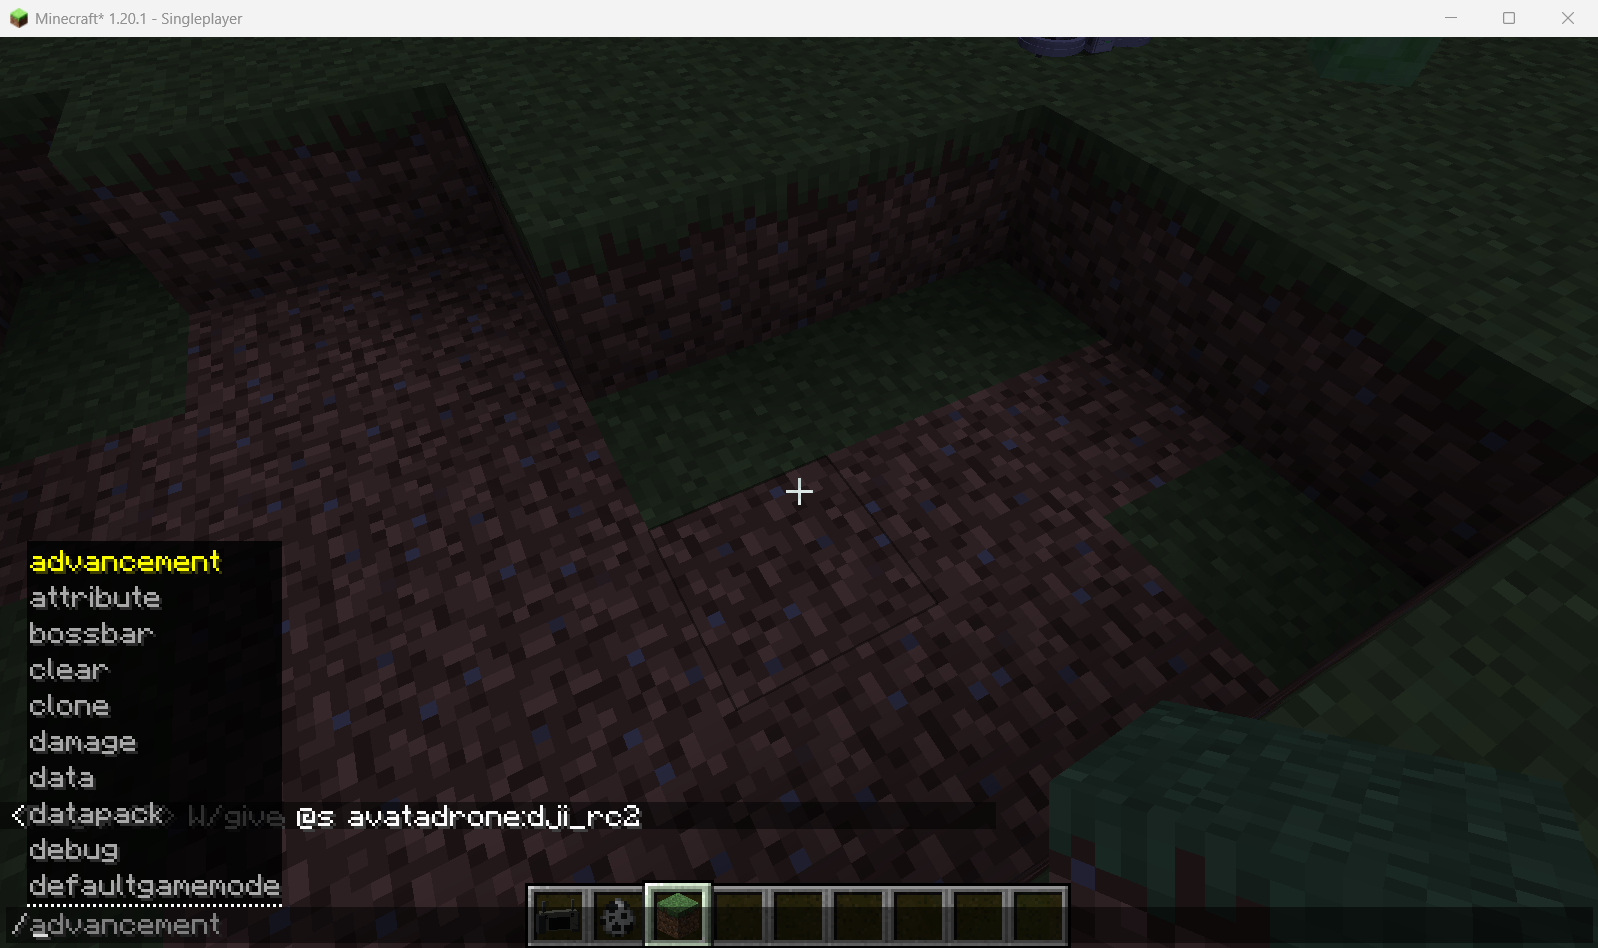 Minecraft* 1.20.1 - Singleplayer
advancement
attribute
bossbar
clear
clone
damage
data
datapack
W/give @s avatadrone:dji_rc2
debug
defaultgamemode
/advancement